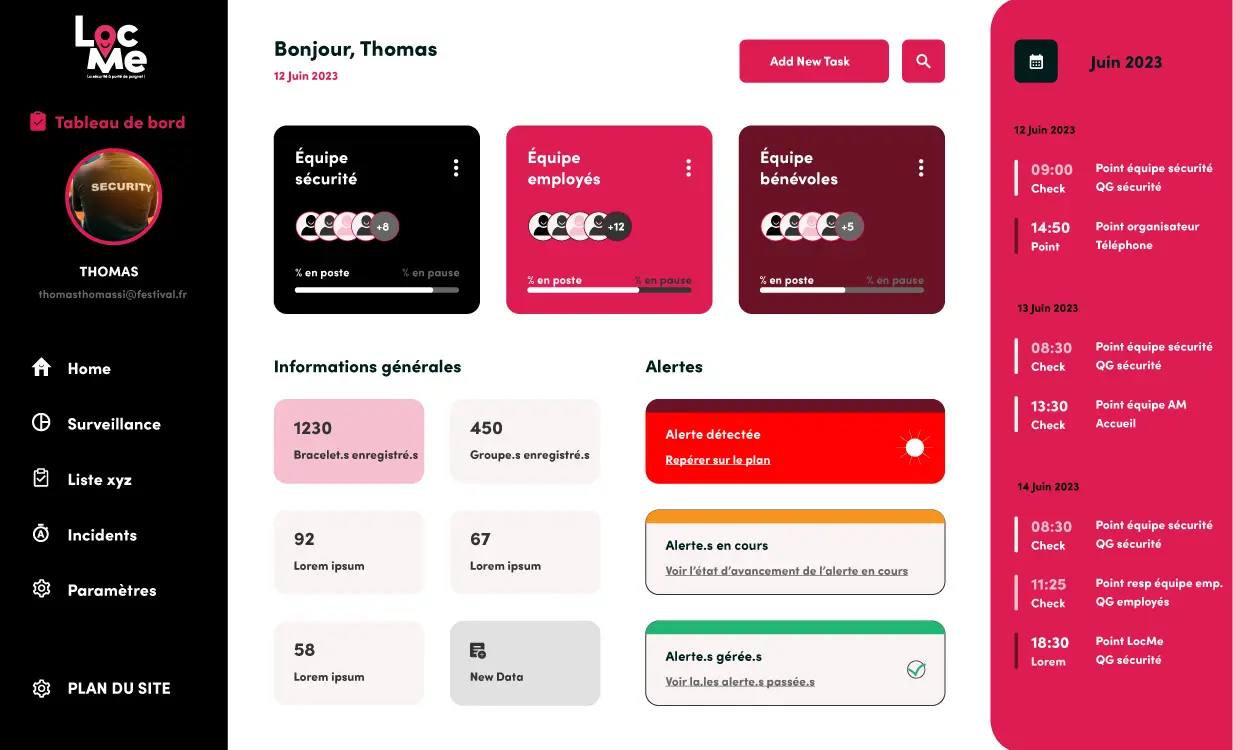 Loc
Me
La sécurité à porté de poignet !
Tableau de bord
SECURITY
THOMAS
thomasthomassi@festival.fr
Home
Surveillance
Liste xyz
Incidents
Paramètres
PLAN DU SITE
Bonjour, Thomas
12 Juin 2023
Add New Task
Équipe
sécurité
+8
% en poste
% en pause
Équipe
employés
+12
% en poste
% en pause
Équipe
bénévoles
+5
% en poste
% en pause
Informations générales
1230
Bracelet.s enregistré.s
450
Groupe.s enregistré.s
92
Lorem ipsum
67
Lorem ipsum
58
Lorem ipsum
New Data
Alertes
Alerte détectée
Repérer sur le plan
Alerte.s en cours
Voir l’état d’avancement de l’alerte en cours
Alerte.s gérée.s
Voir la.les alerte.s passée.s
Juin 2023
12 Juin 2023
09:00 Point équipe sécurité
Check QG sécurité
14:50 Point organisateur
Point Téléphone
13 Juin 2023
08:30 Point équipe sécurité
Check QG sécurité
13:30 Point équipe AM
Check Accueil
14 Juin 2023
08:30 Point équipe sécurité
Check QG sécurité
11:25 Point resp équipe emp.
Check QG employés
18:30 Point LocMe
Lorem QG sécurité